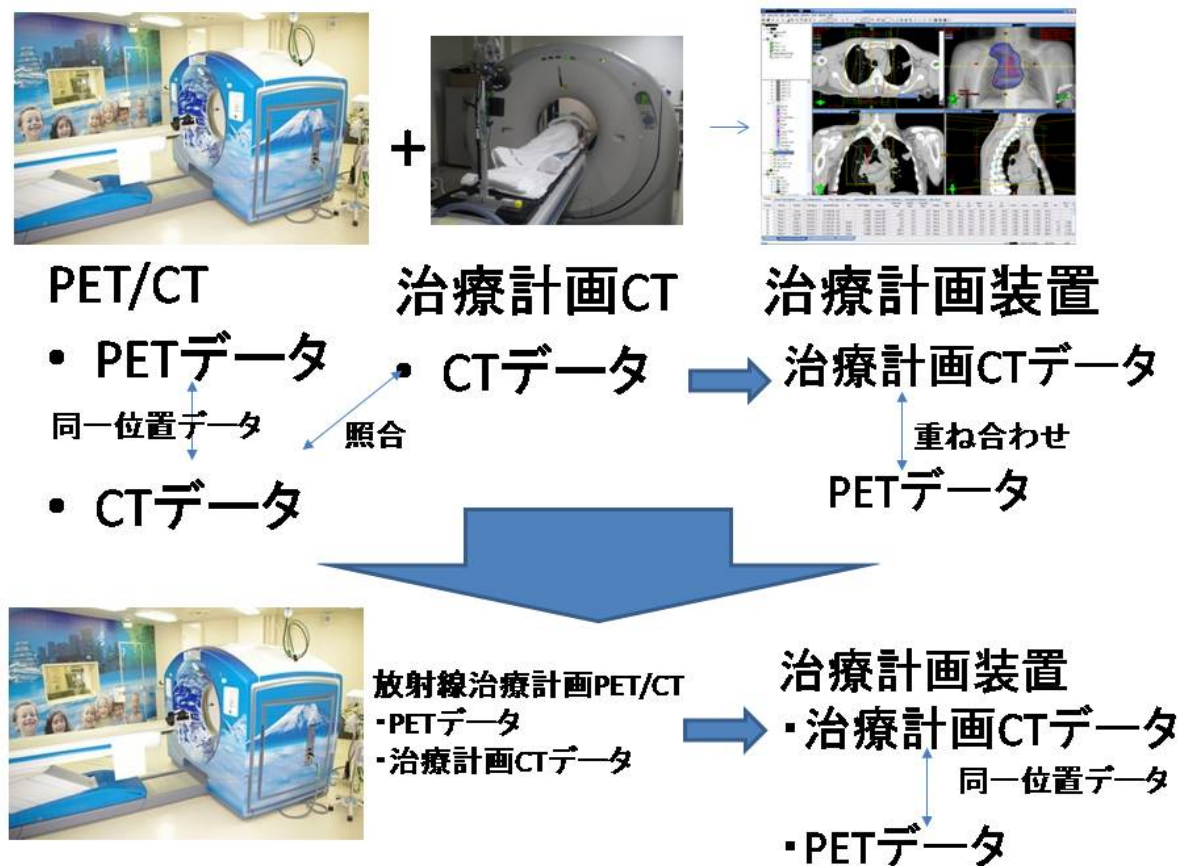 +
PET/CT
・ PETデータ
同一位置データ
・ CTデータ
治療計画CT
・ CTデータ
照合
治療計画装置
治療計画CTデータ
重ね合わせ
PETデータ
放射線治療計画PET/CT
・PETデータ
・治療計画CTデータ
治療計画装置
・治療計画CTデータ
同一位置データ
・PETデータ